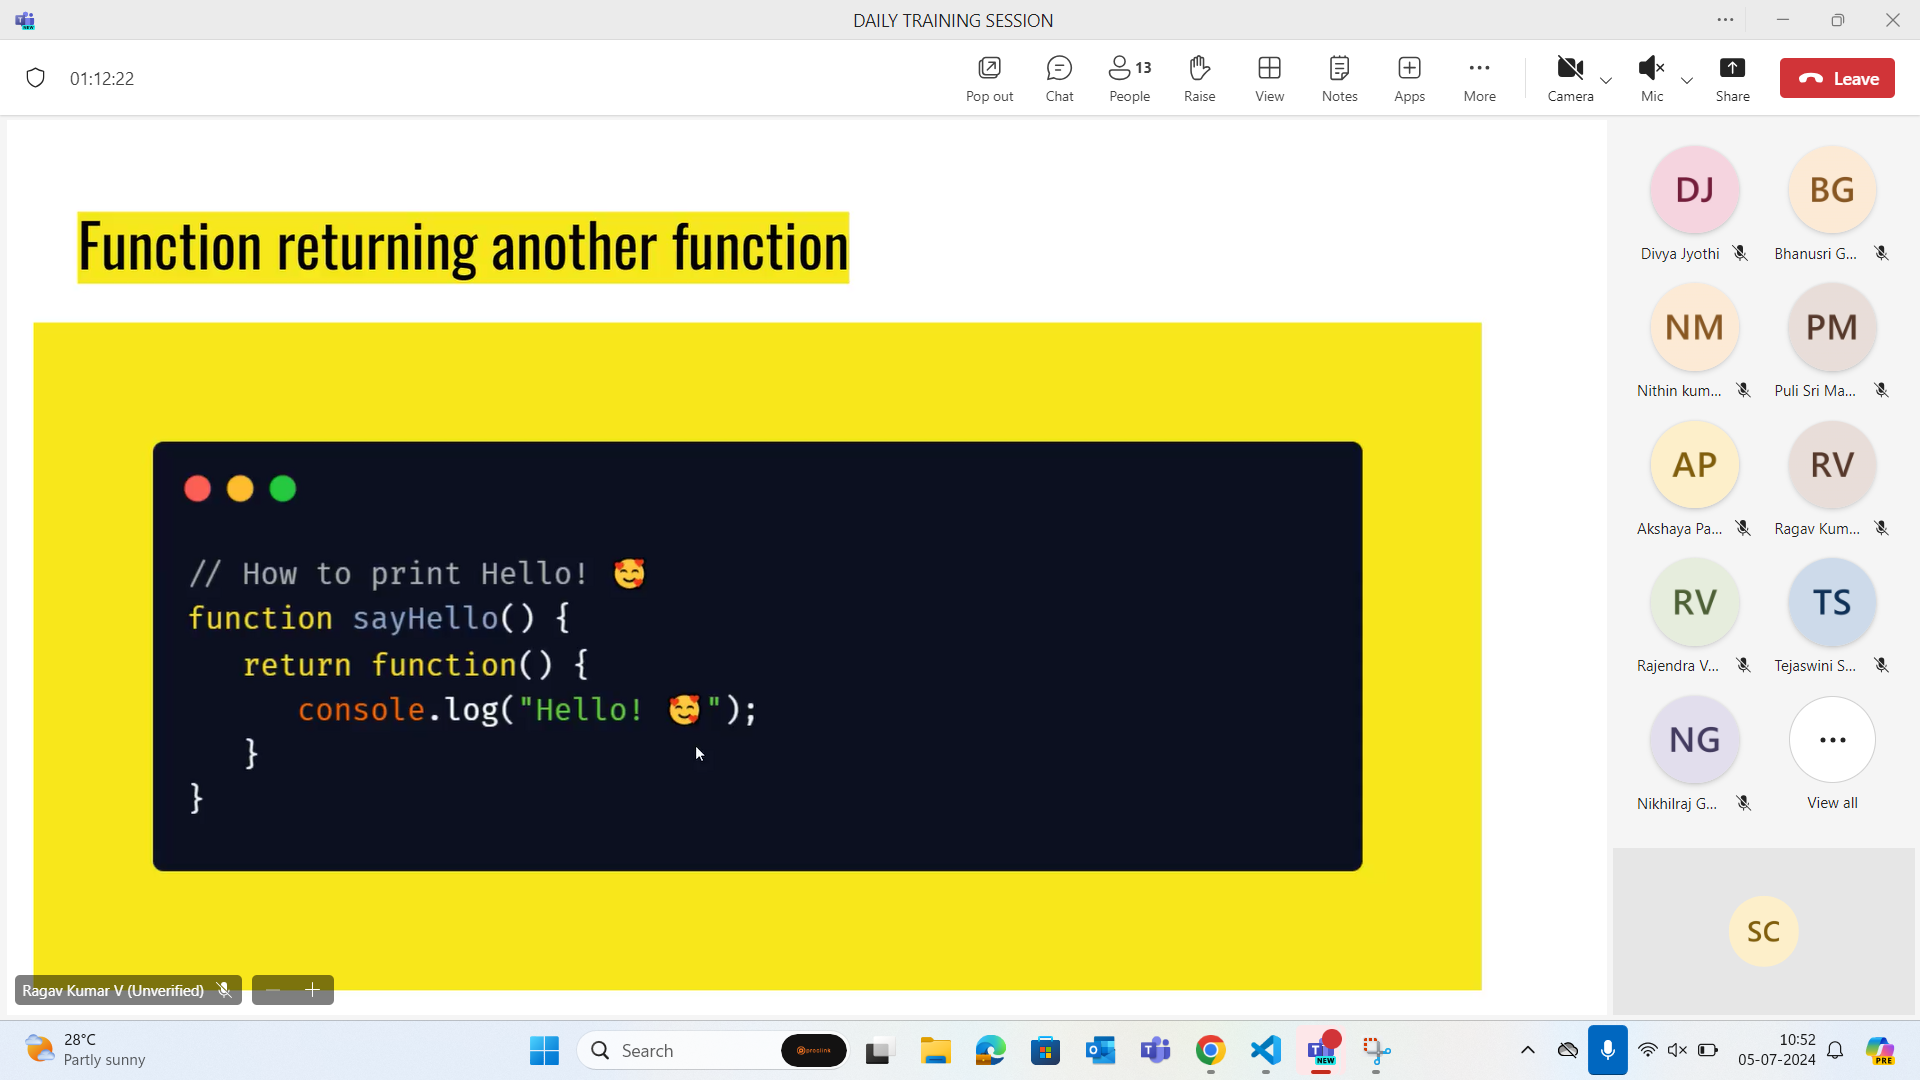 DAILY TRAINING SESSION
01:12:22
Pop out
Chat
13
People
Raise
View
Notes
Apps
More
Camera
Mic
Share
Leave
Function returning another function
// How to print Hello! 🥰
function sayHello() {
return function() {
console.log("Hello! 🥰");
}
}
Ragav Kumar V (Unverified)
DJ
BG
Divya Jyothi
Bhanusri G...
NM
PM
Nithin kum...
Puli Sri Ma...
AP
RV
Akshaya Pa...
Ragav Kum...
RV
TS
Rajendra V...
Tejaswini S...
NG
Nikhilraj G...
View all
SC
28°C
Partly sunny
Search
proclink
NEW
10:52
05-07-2024
PRE